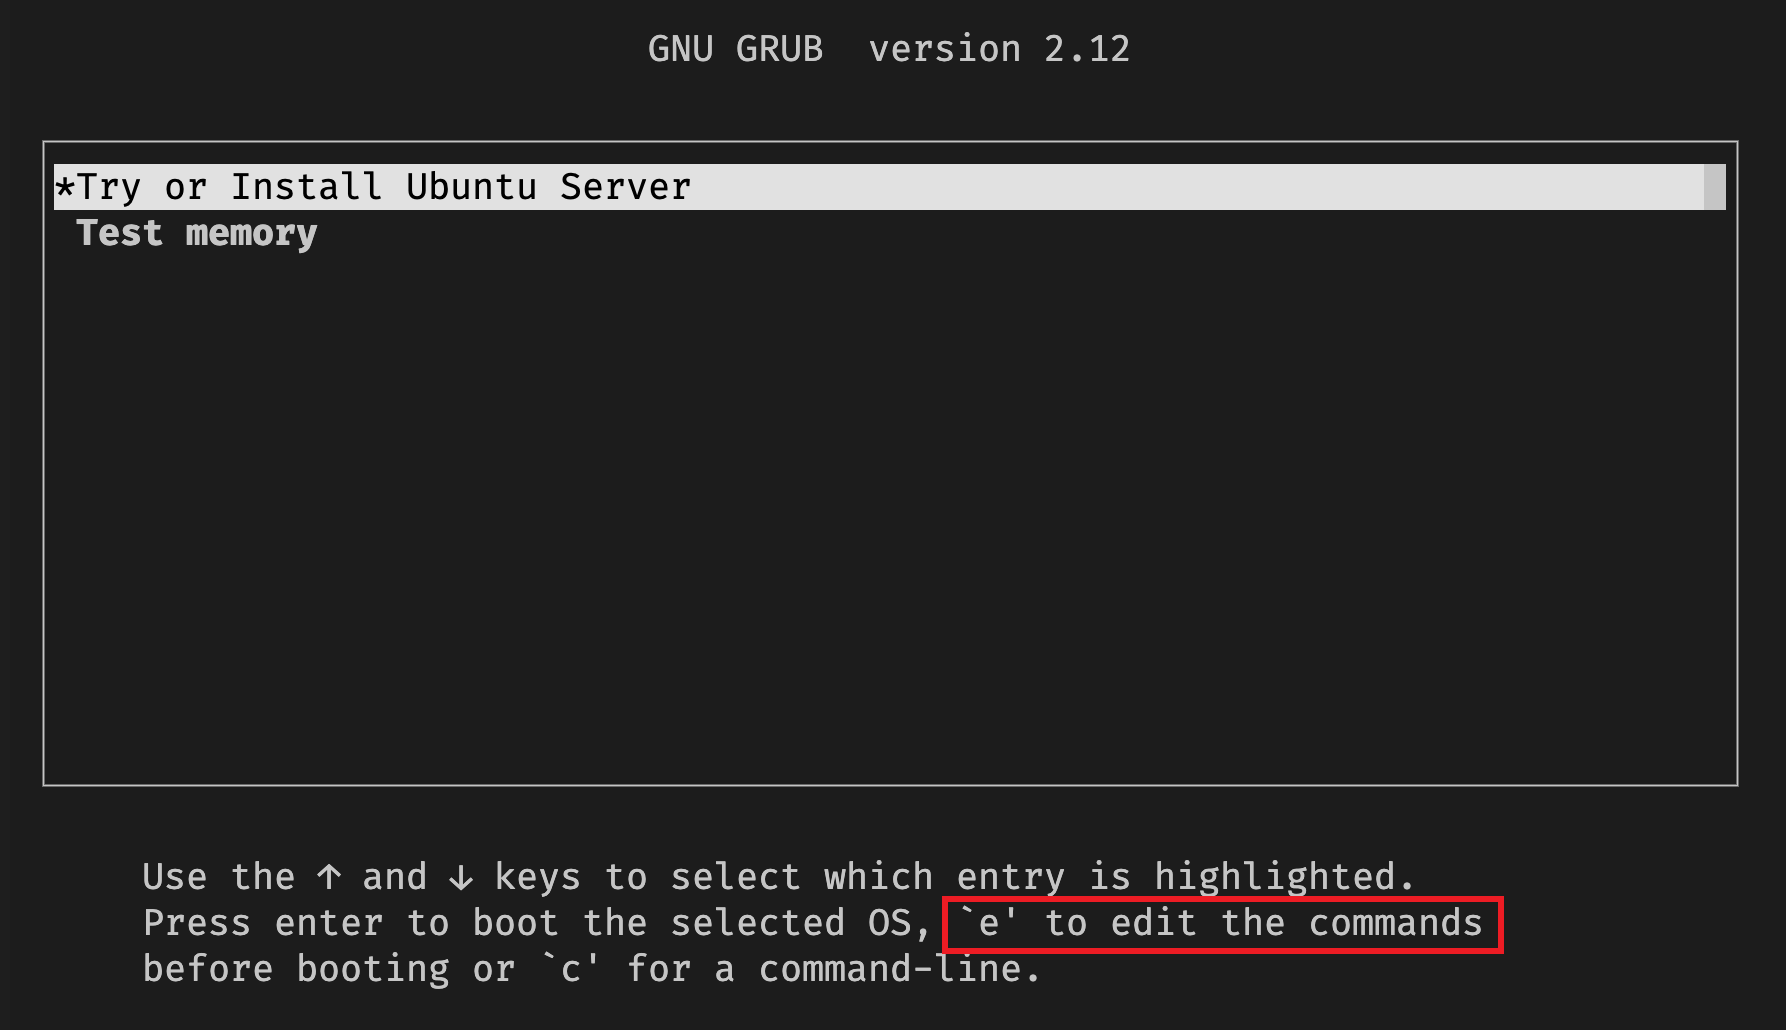 GNU GRUB  version 2.12
*Try or Install Ubuntu Server
Test memory
Use the ↑ and ↓ keys to select which entry is highlighted.
Press enter to boot the selected OS, `e' to edit the commands
before booting or `c' for a command-line.